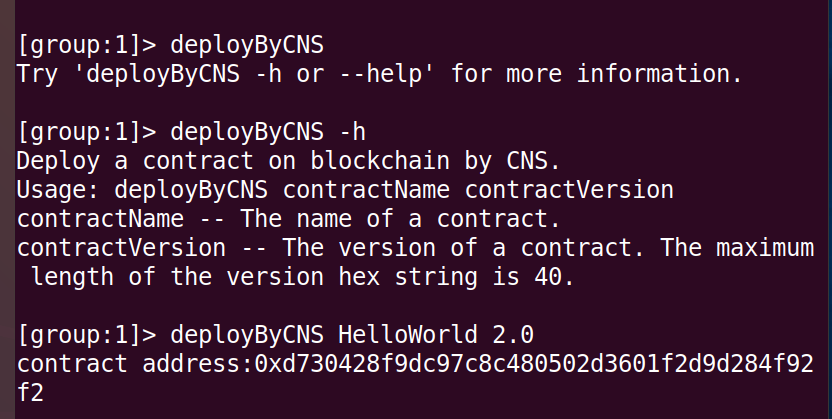 [group:1]> deployByCNS
Try 'deployByCNS -h or --help' for more information.
[group:1]> deployByCNS -h
Deploy a contract on blockchain by CNS.
Usage: deployByCNS contractName contractVersion
contractName -- The name of a contract.
contractVersion -- The version of a contract. The maximum
length of the version hex string is 40.
[group:1]> deployByCNS HelloWorld 2.0
contract address:0xd730428f9dc97c8c480502d3601f2d9d284f92
f2